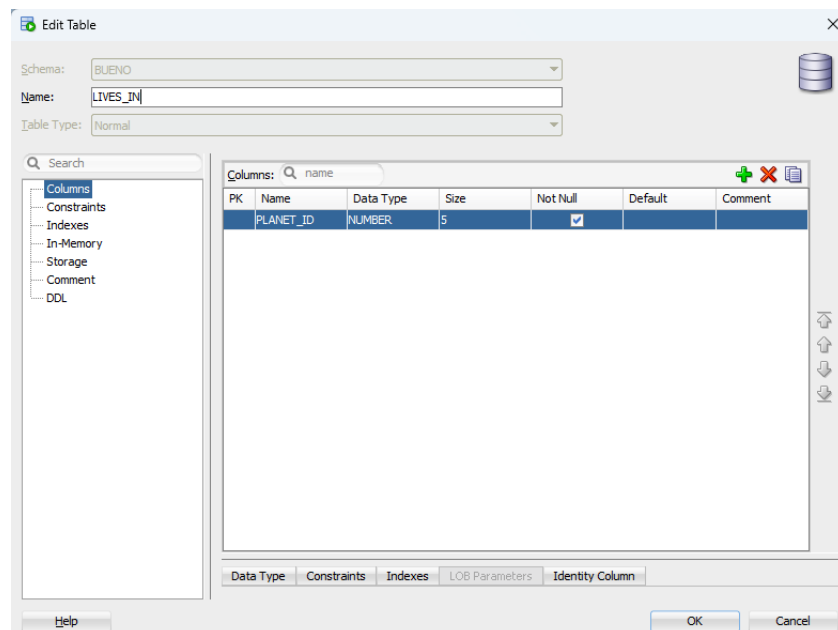 Edit Table
Schema: BUENO
Name: LIVES_IN
Table Type: Normal
Search
Columns
Constraints
Indexes
In-Memory
Storage
Comment
DDL
Columns: name
PK Name Data Type Size Not Null Default Comment
PLANET_ID NUMBER 5
Data Type Constraints Indexes LOB Parameters Identity Column
Help OK Cancel